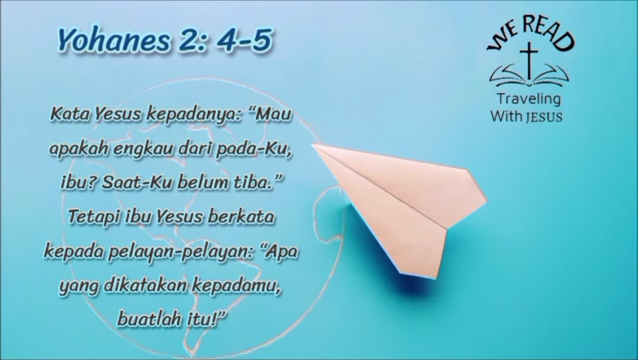 Yohanes 2: 4-5
WE READ
Traveling
With JESUS
Kata Yesus kepadanya: “Mau
apakah engkau dari pada-Ku,
ibu? Saat-Ku belum tiba.”
Tetapi ibu Yesus berkata
kepada pelayan-pelayan: “Apa
yang dikatakan kepadamu,
buatlah itu!”